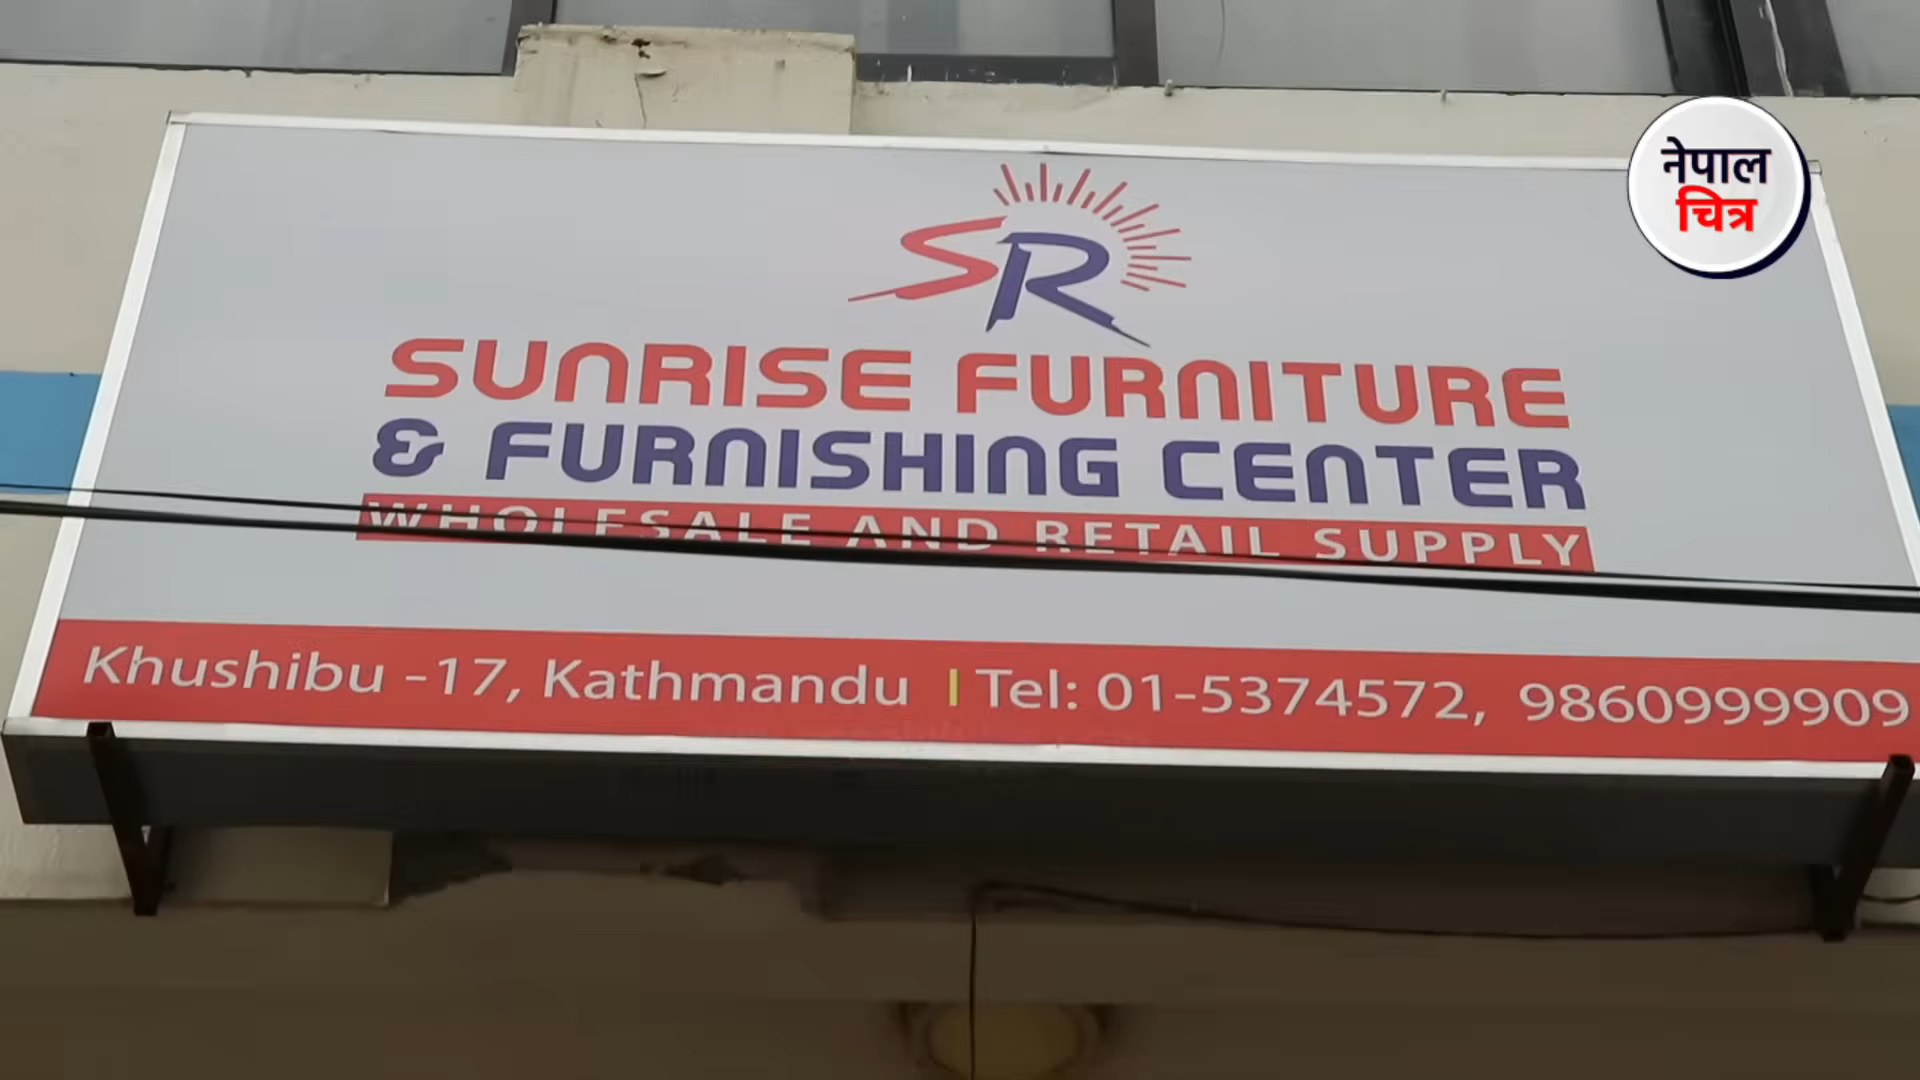 नेपाल
चित्र
SR
SUNRISE FURNITURE
& FURNISHING CENTER
WHOLESALE AND RETAIL SUPPLY
Khushibu -17, Kathmandu | Tel: 01-5374572, 9860999909